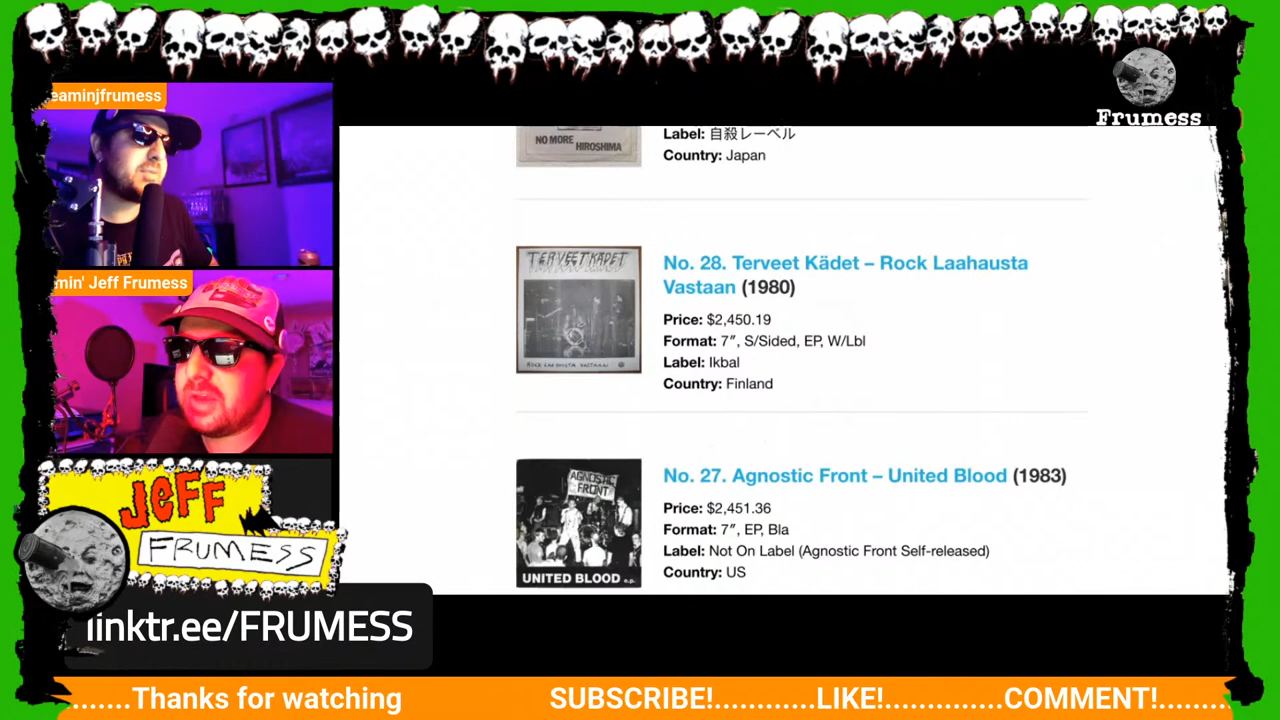 eaminjfrumess
min' Jeff Frumess
JEFF
FRUMESS
linktr.ee/FRUMESS
Frumess
NO MORE HIROSHIMA
Label: 自殺レーベル
Country: Japan
TERVEET KÄDET
ROCK LAAHAUSTA VASTAAN
No. 28. Terveet Kädet – Rock Laahausta
Vastaan (1980)
Price: $2,450.19
Format: 7″, S/Sided, EP, W/Lbl
Label: Ikbal
Country: Finland
AGNOSTIC
FRONT
UNITED BLOOD e.p.
No. 27. Agnostic Front – United Blood (1983)
Price: $2,451.36
Format: 7″, EP, Bla
Label: Not On Label (Agnostic Front Self-released)
Country: US
.......Thanks for watching SUBSCRIBE!............LIKE!..............COMMENT!.........